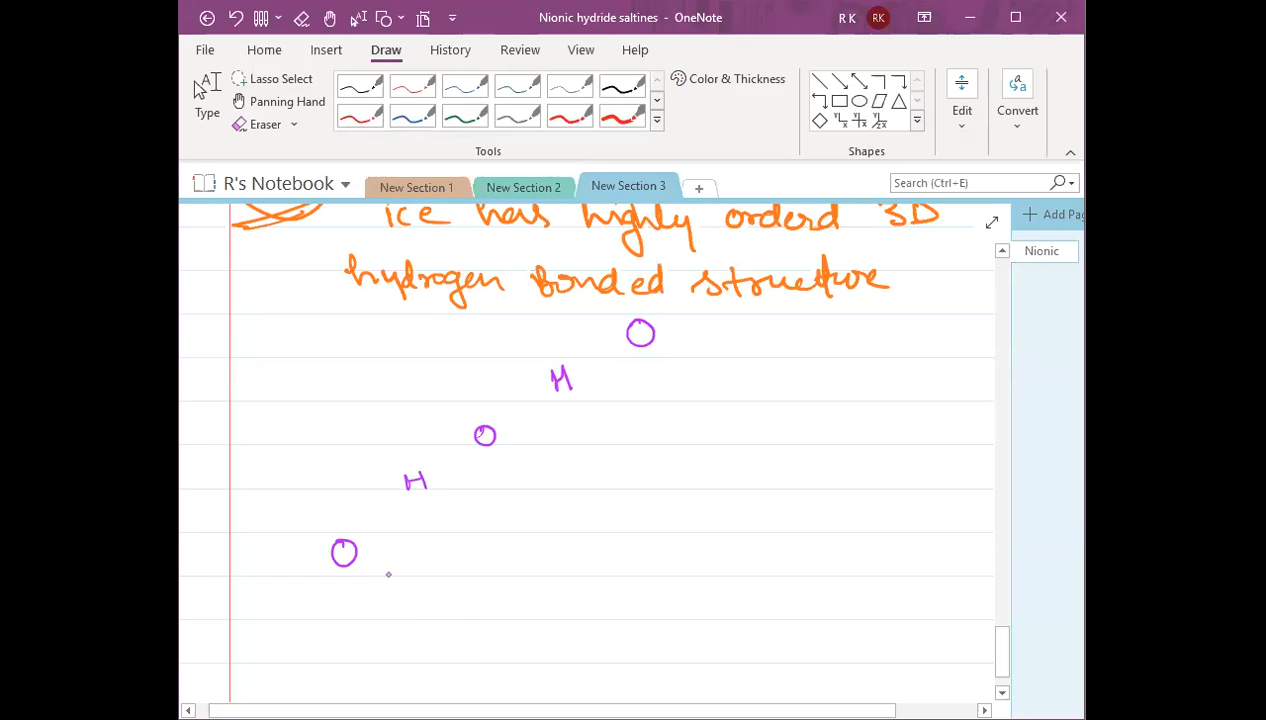 Nionic hydride saltines - OneNote
R K
RK
File Home Insert Draw History Review View Help
Type
Lasso Select
Panning Hand
Eraser
Color & Thickness
Edit
Convert
Tools
Shapes
R's Notebook
New Section 1
New Section 2
New Section 3
Search (Ctrl+E)
Add Pag
Nionic
ice has highly orderd 3D
hydrogen bonded structure
O
H
O
H
O